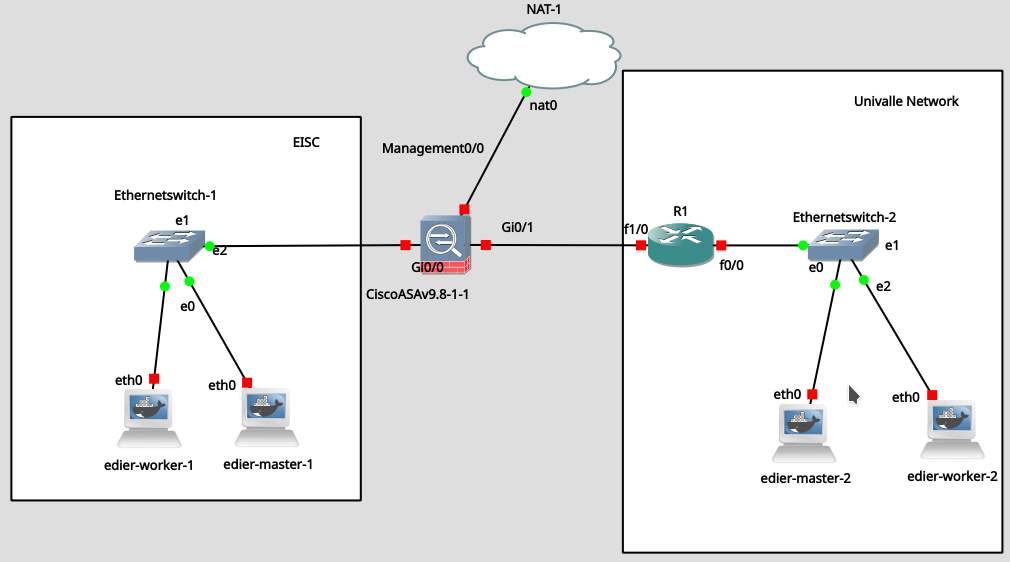 NAT-1
nat0
Univalle Network
Management0/0
EISC
Ethernetswitch-1
e1
e2
e0
Gi0/0
Gi0/1
CiscoASAv9.8-1-1
R1
f1/0
f0/0
Ethernetswitch-2
e1
e0
e2
eth0
eth0
edier-worker-1
edier-master-1
eth0
eth0
edier-master-2
edier-worker-2